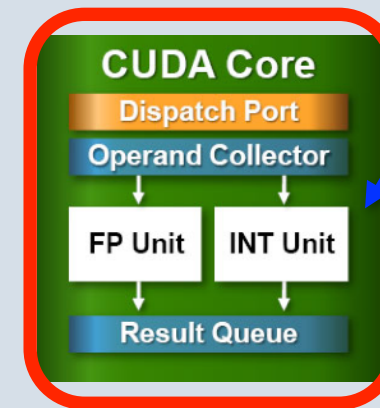 CUDA Core
Dispatch Port
Operand Collector
FP Unit INT Unit
Result Queue